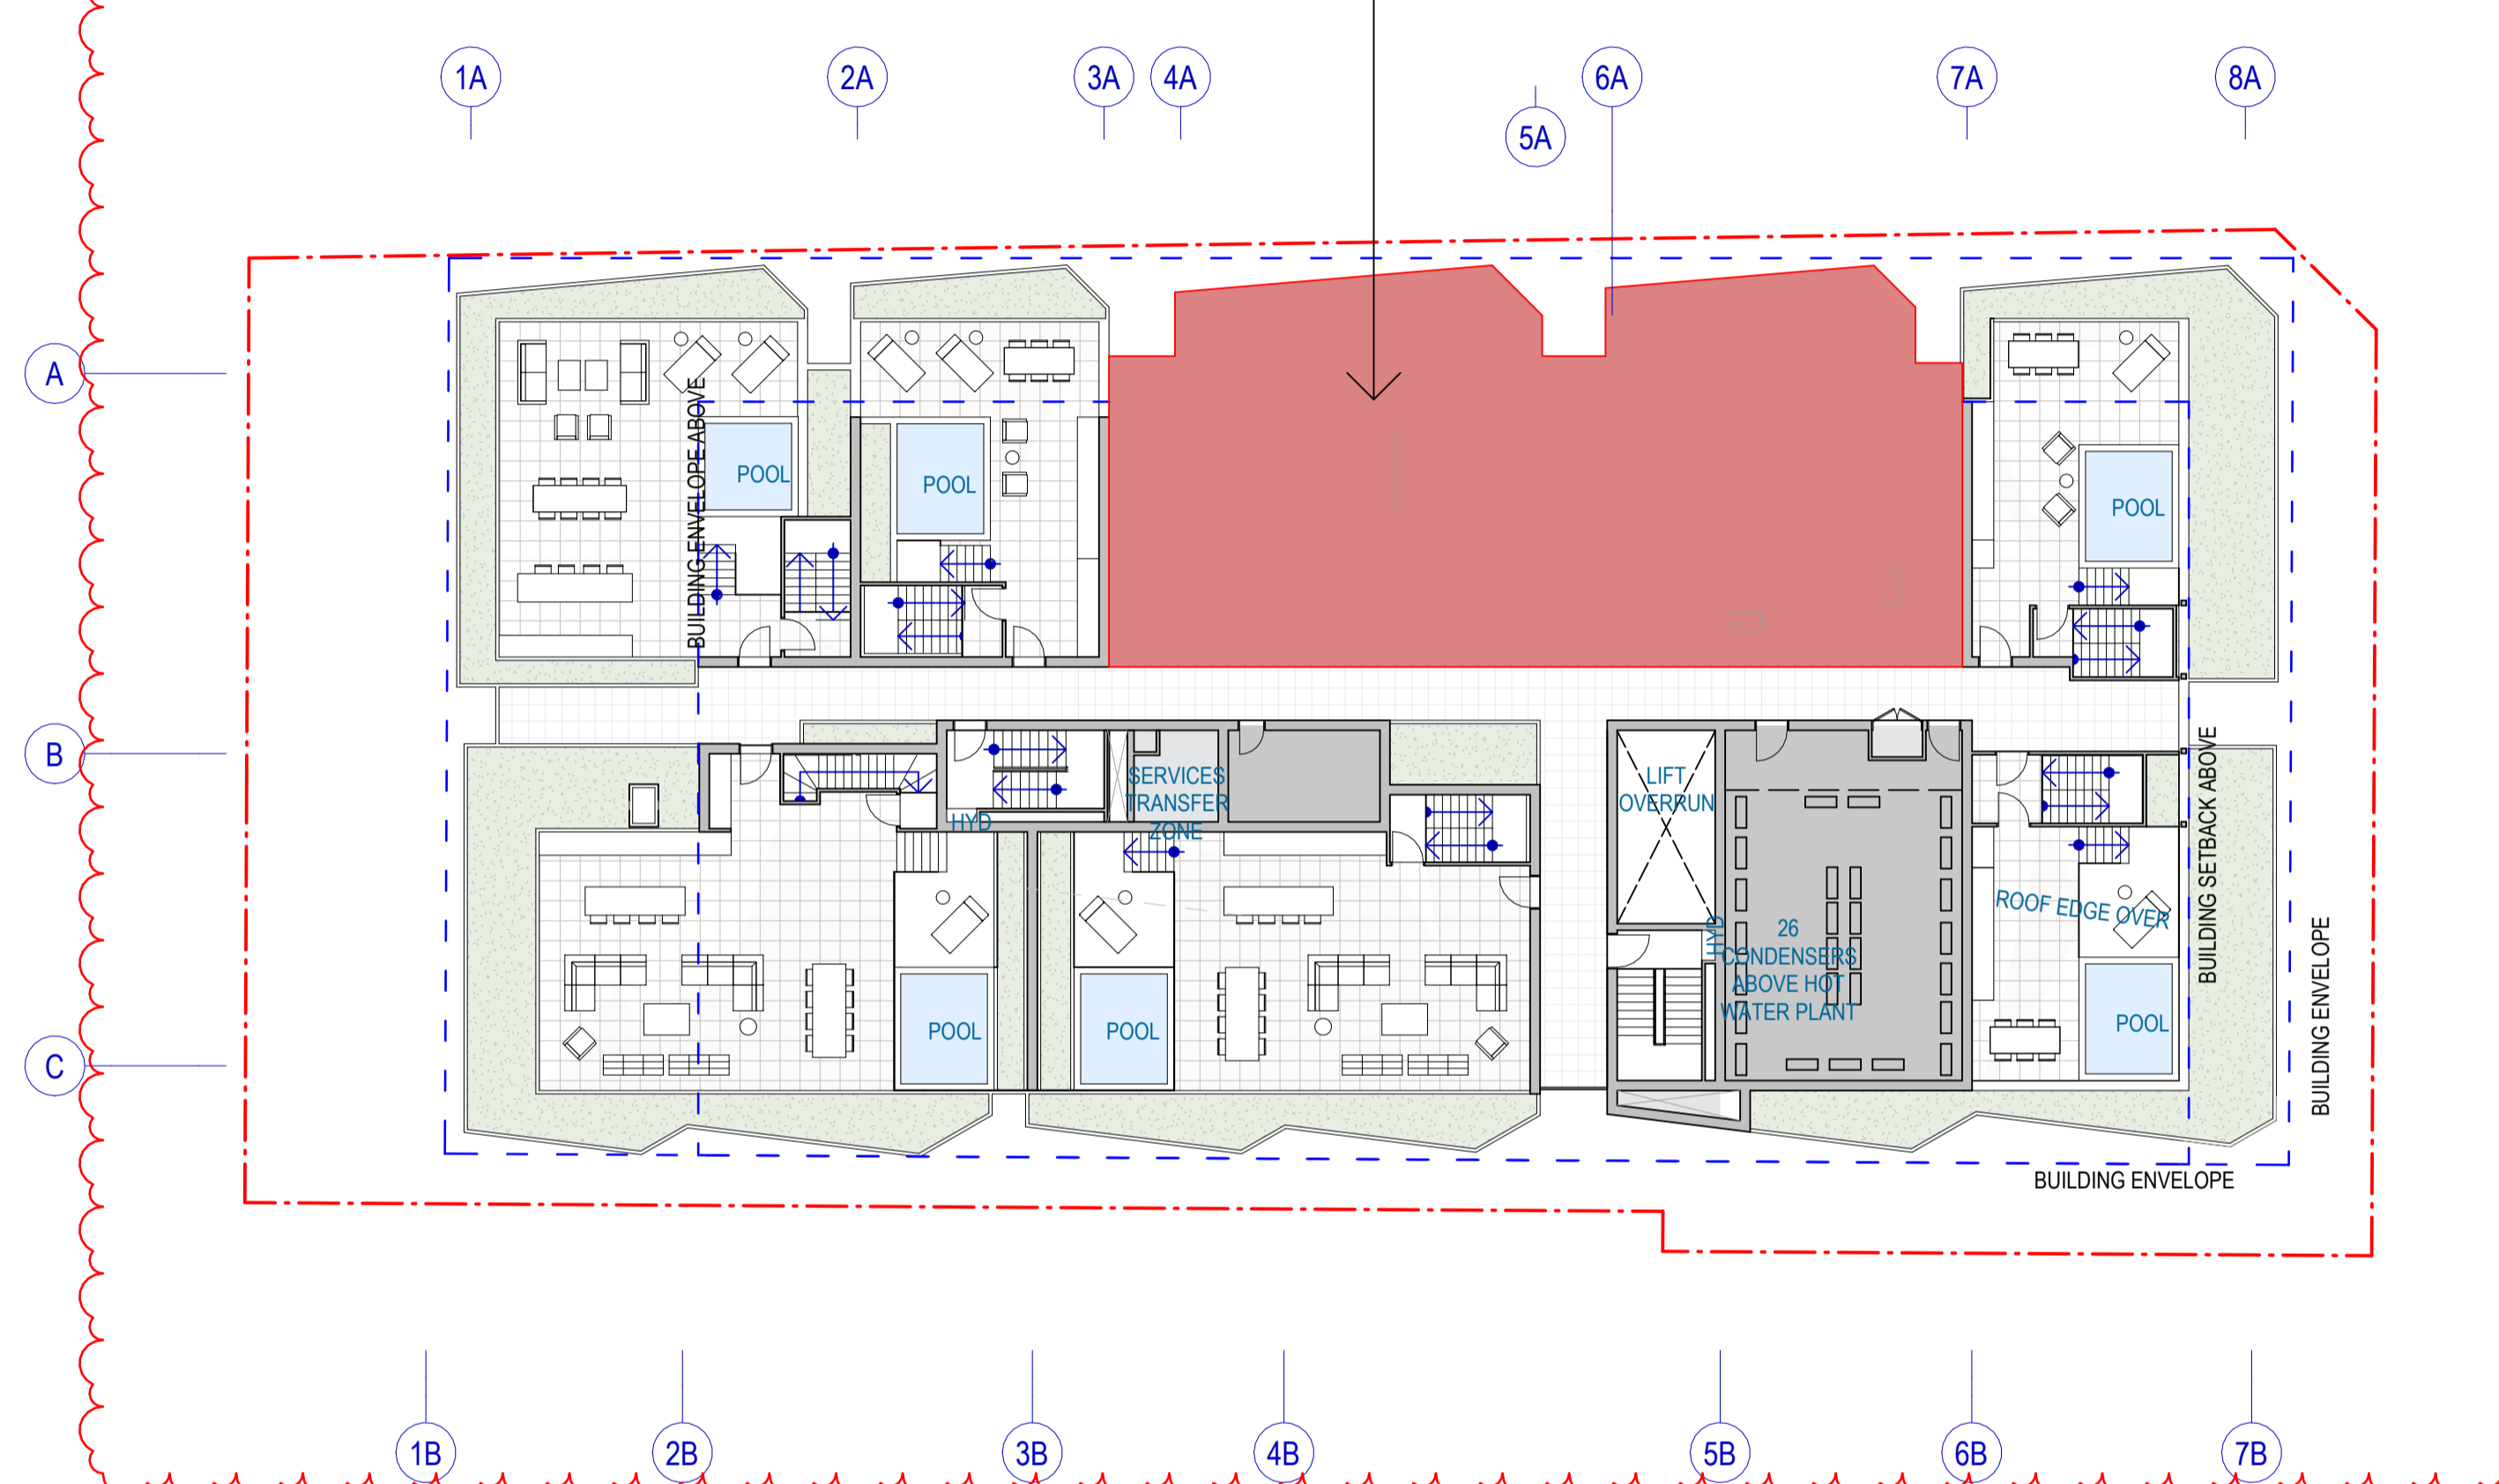 1A
2A
3A
4A
5A
6A
7A
8A
A
B
C
BUILDING ENVELOPE ABOVE
POOL
POOL
POOL
SERVICES
TRANSFER
ZONE
HYD
LIFT
OVERRUN
HYD
26
CONDENSERS
ABOVE HOT
WATER PLANT
ROOF EDGE OVER
BUILDING SETBACK ABOVE
BUILDING ENVELOPE
POOL
POOL
POOL
BUILDING ENVELOPE
1B
2B
3B
4B
5B
6B
7B